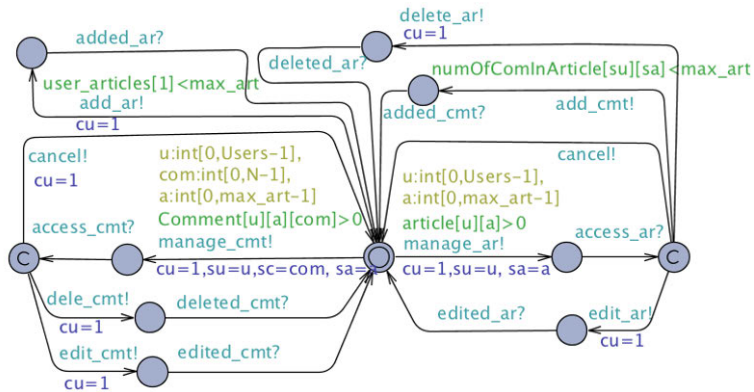 delete_ar!
cu=1
added_ar?
deleted_ar?
numOfComInArticle[su][sa]<max_art
user_articles[1]<max_art
add_ar!
cu=1
added_cmt?
add_cmt!
cancel!
cu=1
u:int[0,Users-1],
com:int[0,N-1],
a:int[0,max_art-1]
Comment[u][a][com]>0
manage_cmt!
cu=1,su=u,sc=com, sa=
u:int[0,Users-1],
a:int[0,max_art-1]
article[u][a]>0
manage_ar!
cu=1,su=u, sa=a
cancel!
access_cmt?
access_ar?
C
C
dele_cmt!
cu=1
deleted_cmt?
edited_ar?
edit_ar!
cu=1
edit_cmt!
cu=1
edited_cmt?